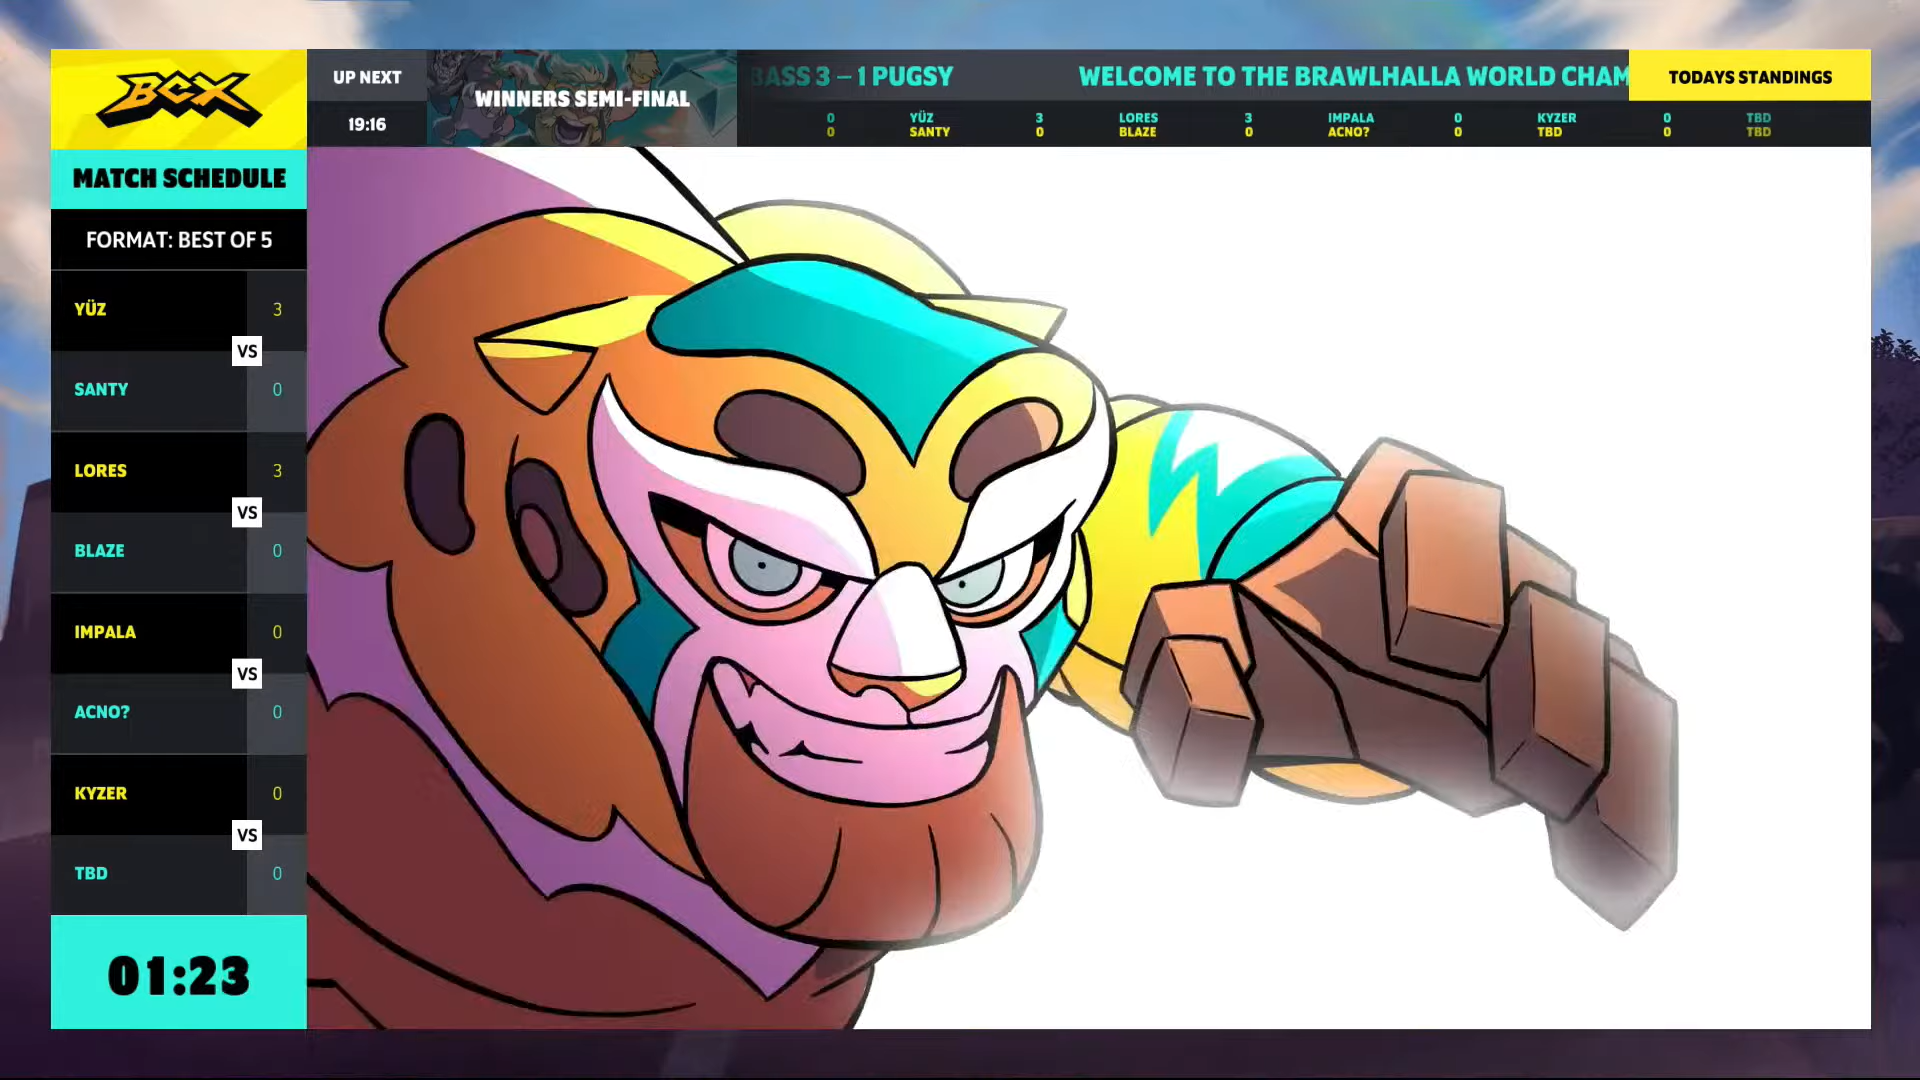 BCX
UP NEXT
19:16
WINNERS SEMI-FINAL
BASS 3 – 1 PUGSY
WELCOME TO THE BRAWLHALLA WORLD CHAM
TODAYS STANDINGS
0 YÜZ 3 LORES 3 IMPALA 0 KYZER 0 TBD
0 SANTY 0 BLAZE 0 ACNO? 0 TBD 0 TBD
MATCH SCHEDULE
FORMAT: BEST OF 5
YÜZ 3
VS
SANTY 0
LORES 3
VS
BLAZE 0
IMPALA 0
VS
ACNO? 0
KYZER 0
VS
TBD 0
01:23